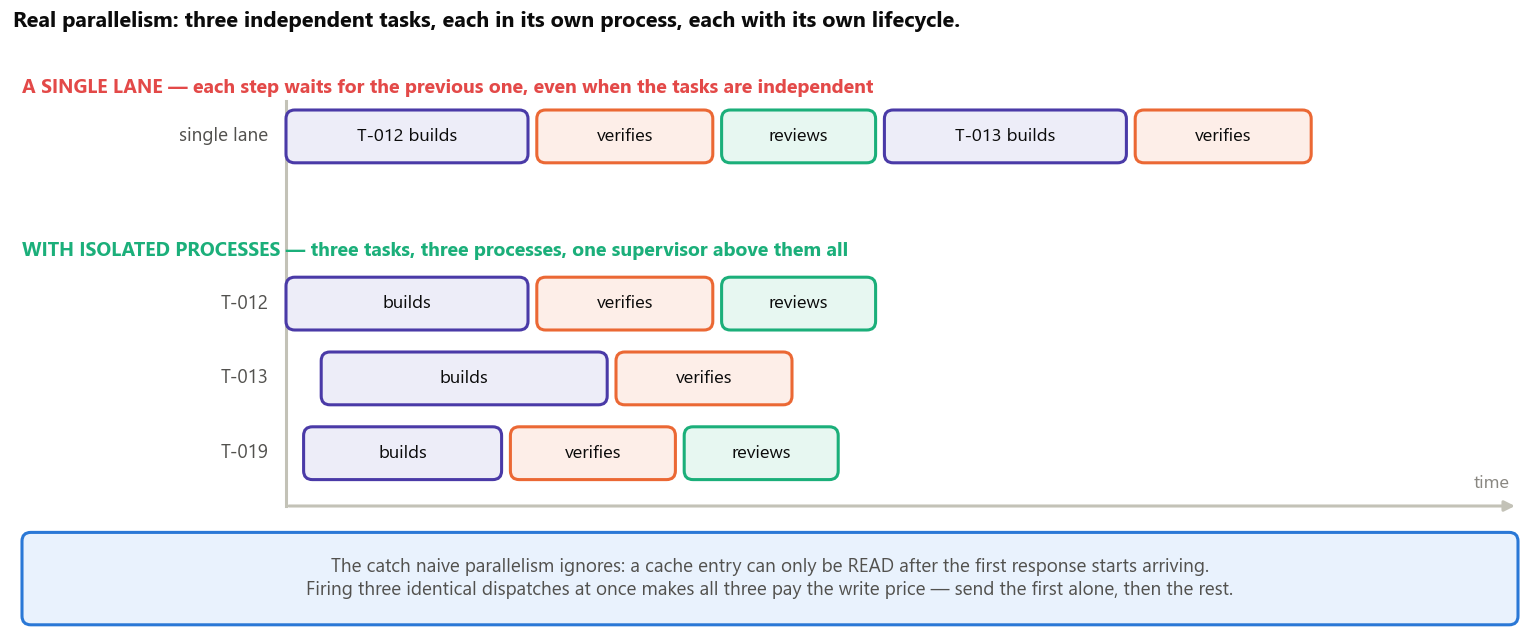 Real parallelism: three independent tasks, each in its own process, each with its own lifecycle.
A SINGLE LANE — each step waits for the previous one, even when the tasks are independent
single lane
T-012 builds
verifies
reviews
T-013 builds
verifies
WITH ISOLATED PROCESSES — three tasks, three processes, one supervisor above them all
T-012
builds
verifies
reviews
T-013
builds
verifies
T-019
builds
verifies
reviews
time
The catch naive parallelism ignores: a cache entry can only be READ after the first response starts arriving.
Firing three identical dispatches at once makes all three pay the write price — send the first alone, then the rest.